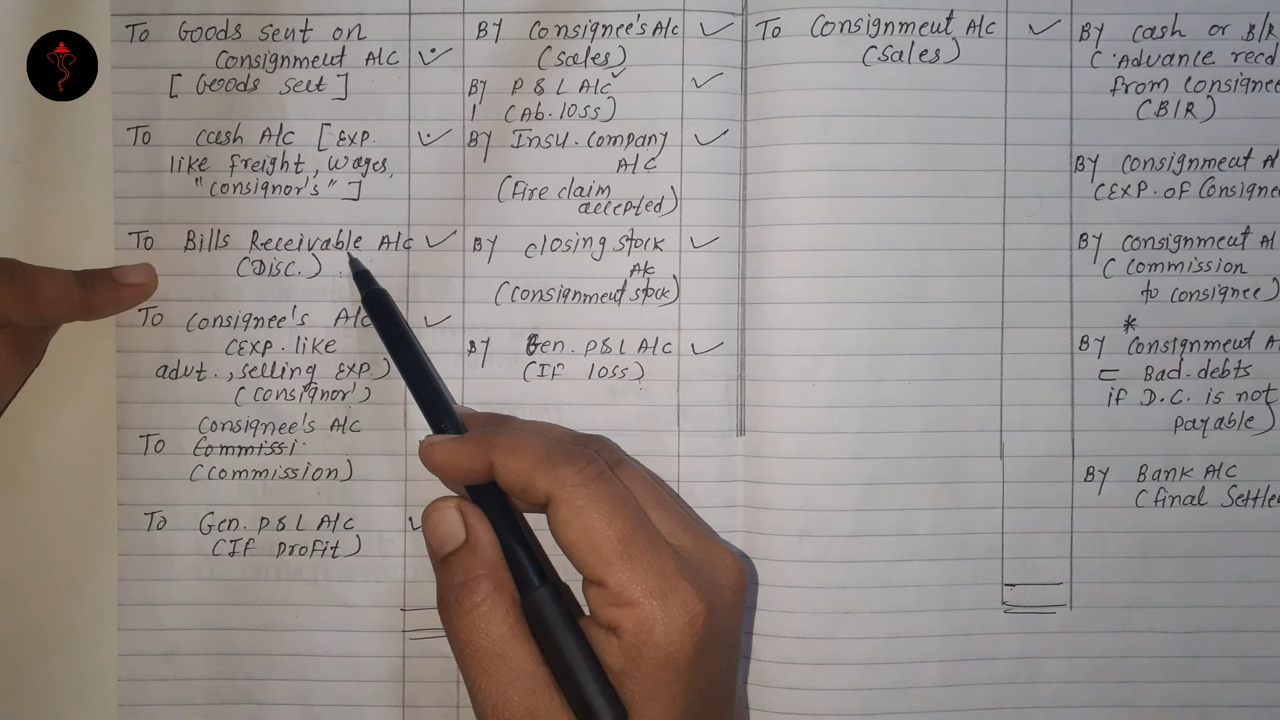 To Goods sent on
Consignment A/c
[Goods sent]
To cash A/c [EXP.
like freight, wages,
"consignor's"]
To Bills Receivable A/c
(Disc.)
To Consignee's A/c
(EXP. like
advt., selling EXP.)
(consignor')
Consignee's A/c
To Commissi
(Commission)
To Gen. P&L A/c
(IF profit)
By Consignee's A/c
(sales)
By P & L A/c
(Ab. loss)
By Insu. Company
A/c
(Fire claim
accepted)
By closing stock
A/c
(consignment stock)
By Gen. P&L A/c
(IF loss)
To Consignment A/c
(Sales)
By cash or B/R
(Advance recd
from Consignee
(B/R)
By consignment A
(EXP. OF Consigne
By consignment A/
(Commission
to consignee)
*
By Consignment A
Bad debts
if D.C. is not
payable)
By Bank A/c
(final Settle